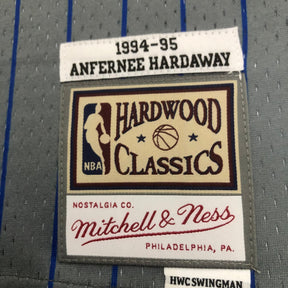 1994-95
ANFERNEE HARDAWAY
NBA
HARDWOOD
CLASSICS
NOSTALGIA CO.
Mitchell & Ness
PHILADELPHIA, PA.
HWC SWINGMAN